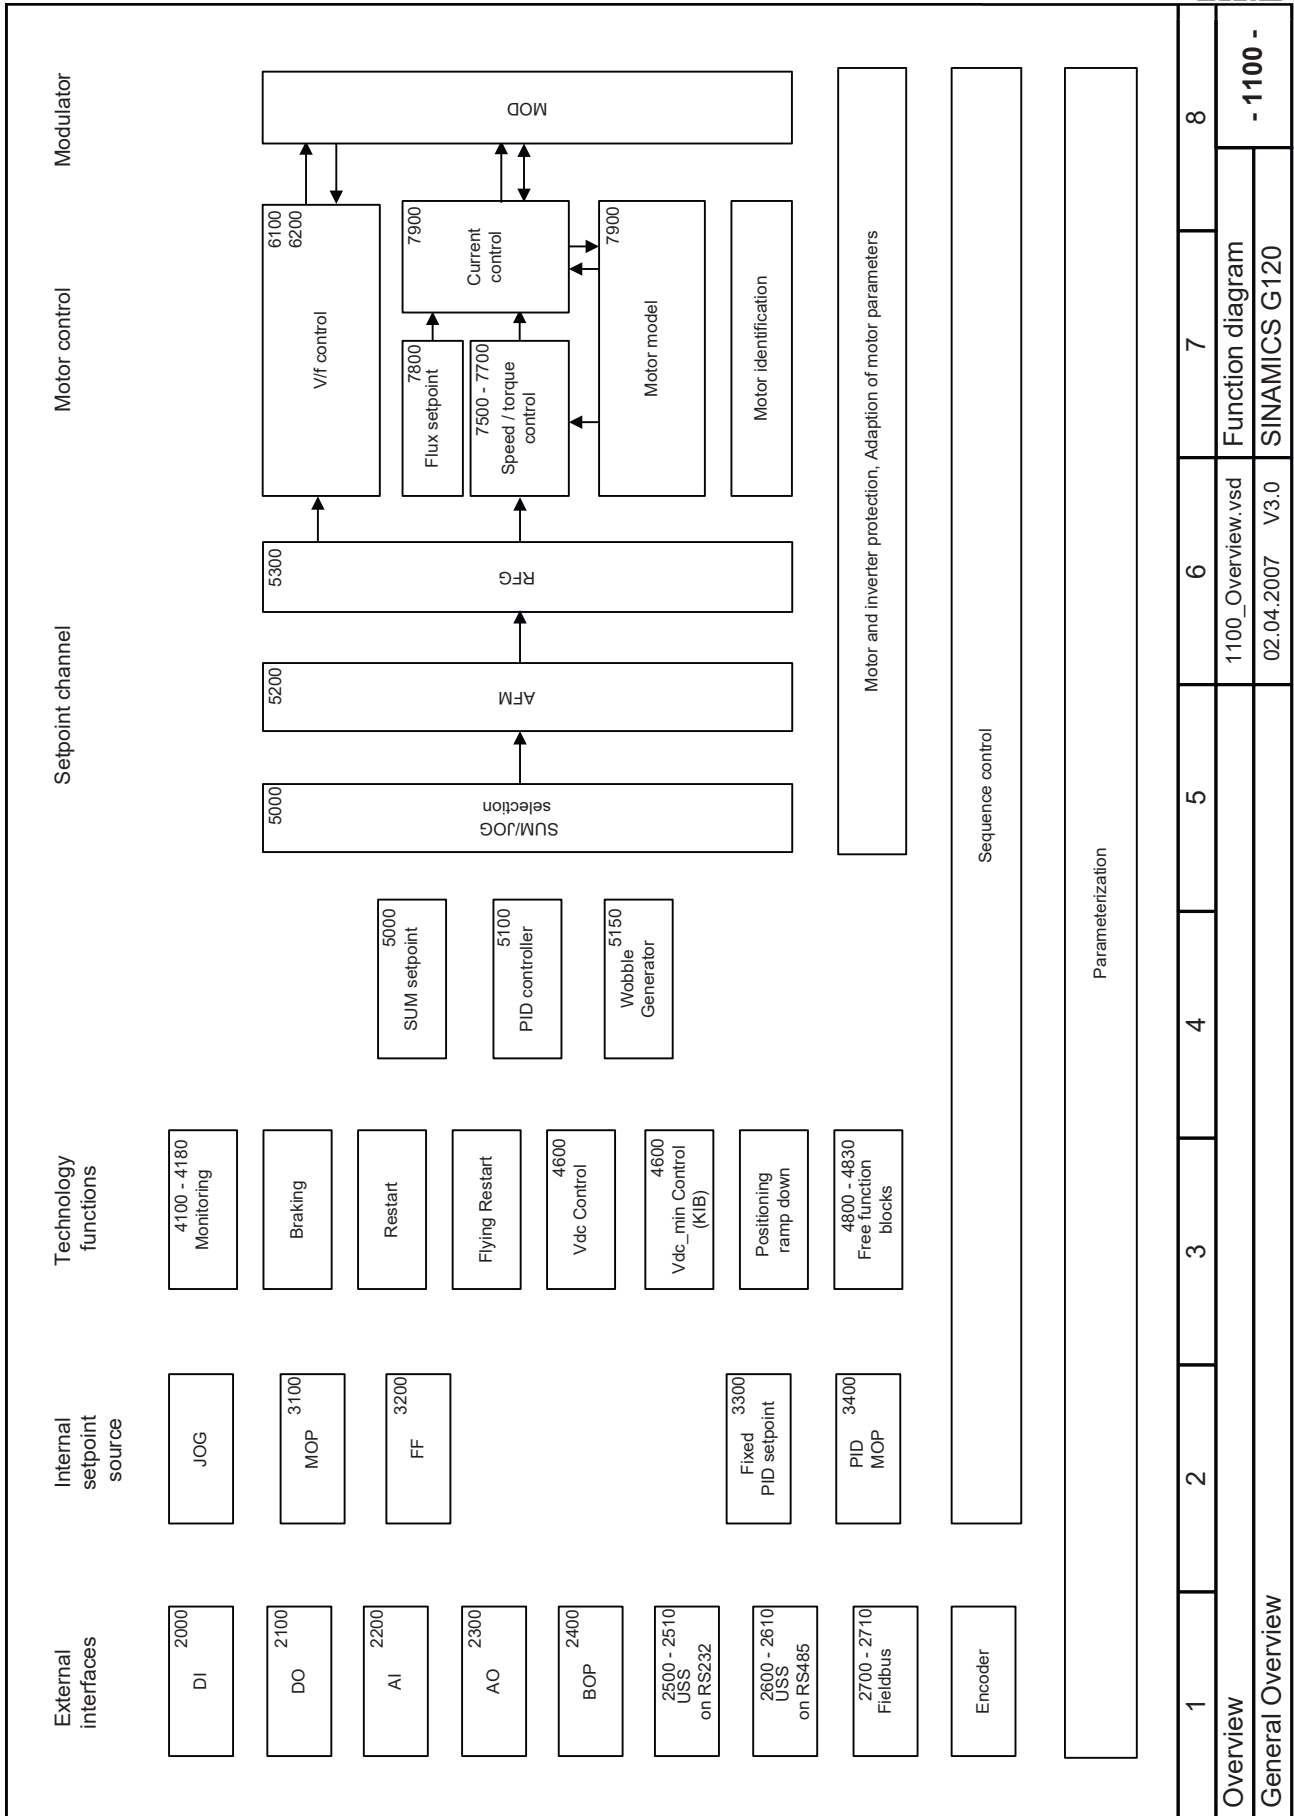 External
interfaces
Internal
setpoint
source
Technology
functions
Setpoint channel
Motor control
Modulator
2000
DI
2100
DO
2200
AI
2300
AO
2400
BOP
2500 - 2510
USS
on RS232
2600 - 2610
USS
on RS485
2700 - 2710
Fieldbus
Encoder
JOG
3100
MOP
3200
FF
3300
Fixed
PID setpoint
3400
PID
MOP
4100 - 4180
Monitoring
Braking
Restart
Flying Restart
4600
Vdc Control
4600
Vdc_min Control
(KIB)
Positioning
ramp down
4800 - 4830
Free function
blocks
5000
SUM setpoint
5100
PID controller
5150
Wobble
Generator
5000
SUM/JOG
selection
5200
AFM
5300
RFG
6100
6200
V/f control
7800
Flux setpoint
7500 - 7700
Speed / torque
control
7900
Current
control
7900
Motor model
Motor identification
MOD
Motor and inverter protection, Adaption of motor parameters
Sequence control
Parameterization
1 2 3 4 5 6 7 8
Overview 1100_Overview.vsd Function diagram
General Overview 02.04.2007 V3.0 SINAMICS G120
- 1100 -